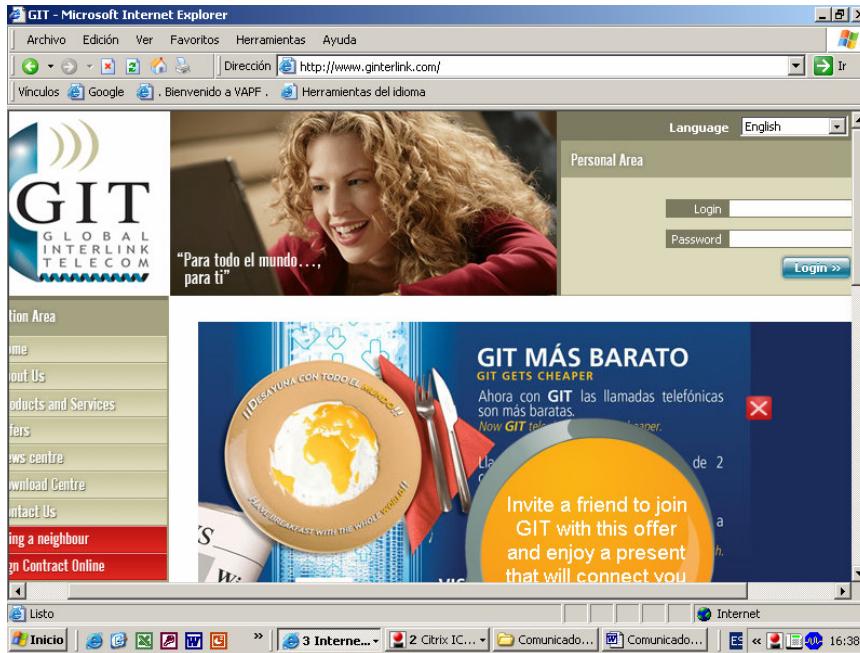 GIT - Microsoft Internet Explorer
Archivo Edición Ver Favoritos Herramientas Ayuda
Dirección http://www.ginterlink.com/ Ir
Vínculos Google . Bienvenido a VAPF . Herramientas del idioma
GIT
GLOBAL
INTERLINK
TELECOM
"Para todo el mundo...,
para ti"
Language English
Personal Area
Login
Password
Login »
tion Area
ome
out Us
oducts and Services
fers
ews centre
ownload Centre
ntact Us
ing a neighbour
gn Contract Online
¡¡DESAYUNA CON TODO EL MUNDO!!
¡HAVE BREAKFAST WITH THE WHOLE WORLD!!
GIT MÁS BARATO
GIT GETS CHEAPER
Ahora con GIT las llamadas telefónicas
son más baratas.
Now GIT
de 2
a
h.
Invite a friend to join
GIT with this offer
and enjoy a present
that will connect you
Listo Internet
Inicio » 3 Interne... 2 Citrix IC... Comunicado... Comunicado... ES « 16:38